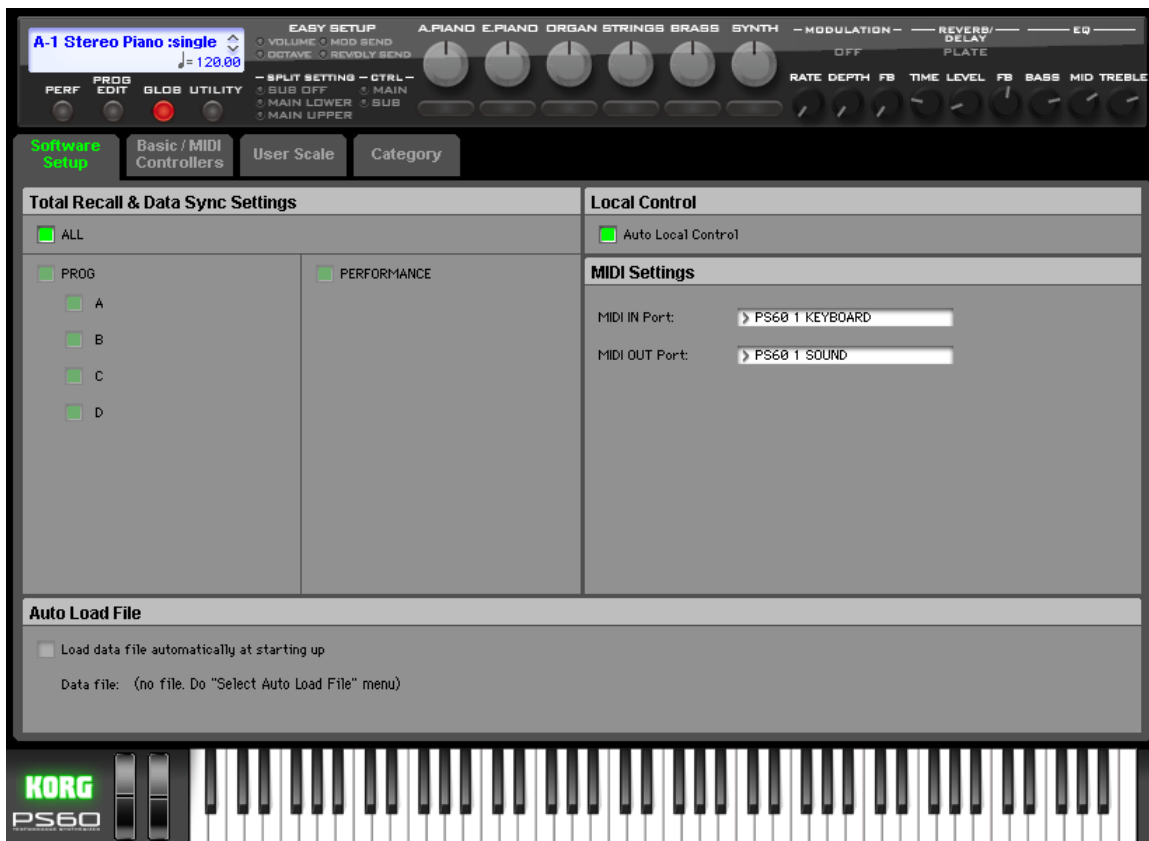 A-1 Stereo Piano :single
♩= 120.00
PERF PROG EDIT GLOB UTILITY
EASY SETUP
VOLUME MOD SEND
OCTAVE REV/DLY SEND
SPLIT SETTING CTRL
SUB OFF MAIN
MAIN LOWER SUB
MAIN UPPER
A.PIANO E.PIANO ORGAN STRINGS BRASS SYNTH
MODULATION
OFF
RATE DEPTH FB
REVERB/DELAY
PLATE
TIME LEVEL FB
EQ
BASS MID TREBLE
Software Setup
Basic / MIDI Controllers
User Scale
Category
Total Recall & Data Sync Settings
ALL
PROG
A
B
C
D
PERFORMANCE
Local Control
Auto Local Control
MIDI Settings
MIDI IN Port: > PS60 1 KEYBOARD
MIDI OUT Port: > PS60 1 SOUND
Auto Load File
Load data file automatically at starting up
Data file: (no file. Do "Select Auto Load File" menu)
KORG
PS60
PERFORMANCE SYNTHESIZER